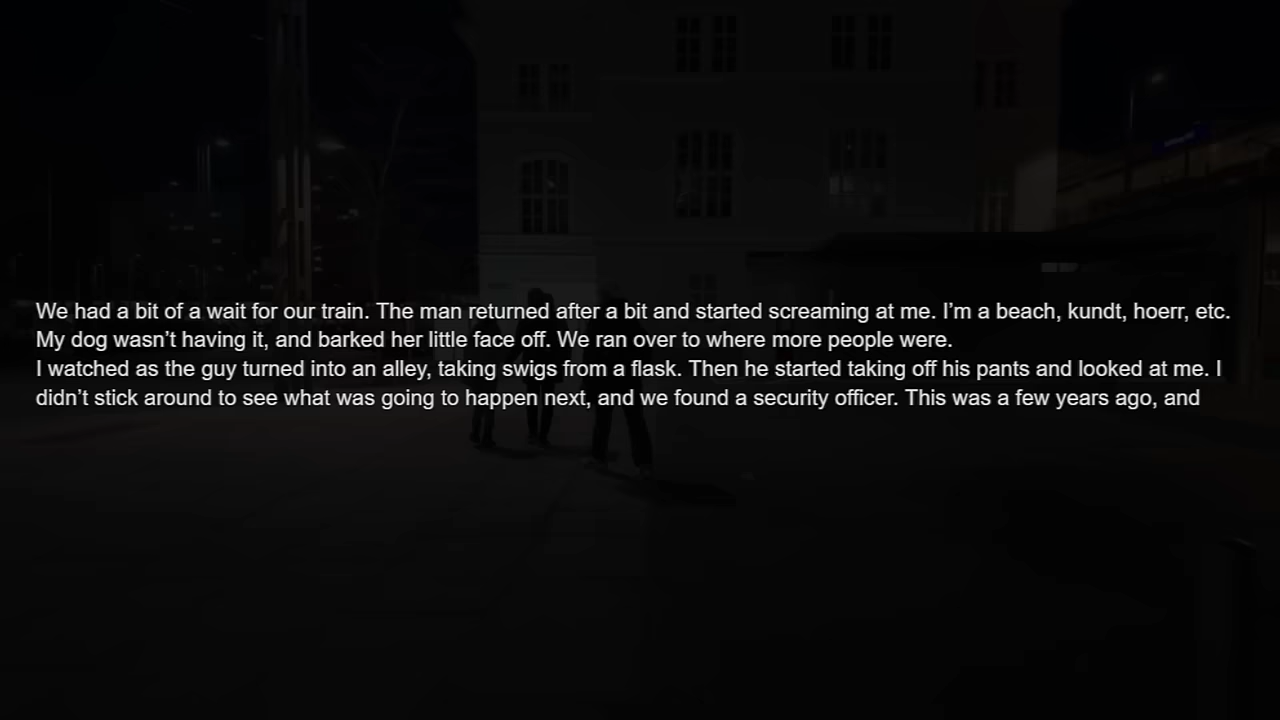 We had a bit of a wait for our train. The man returned after a bit and started screaming at me. I’m a beach, kundt, hoerr, etc.
My dog wasn’t having it, and barked her little face off. We ran over to where more people were.
I watched as the guy turned into an alley, taking swigs from a flask. Then he started taking off his pants and looked at me. I
didn’t stick around to see what was going to happen next, and we found a security officer. This was a few years ago, and